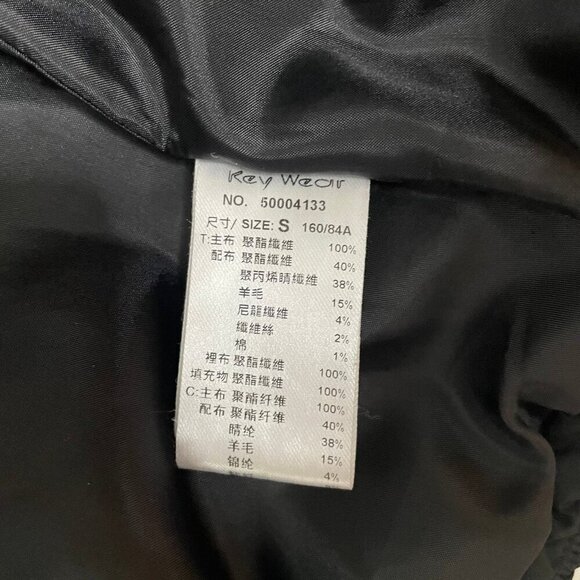 Key Wear
NO. 50004133
尺寸/ SIZE: S 160/84A
T:主布 聚酯纖維 100%
配布 聚酯纖維 40%
聚丙烯睛纖維 38%
羊毛 15%
尼龍纖維 4%
纖維絲 2%
棉 1%
裡布 聚酯纖維 100%
填充物 聚酯纖維 100%
C:主布 聚酯纤维 100%
配布 聚酯纤维 40%
睛纶 38%
羊毛 15%
锦纶 4%